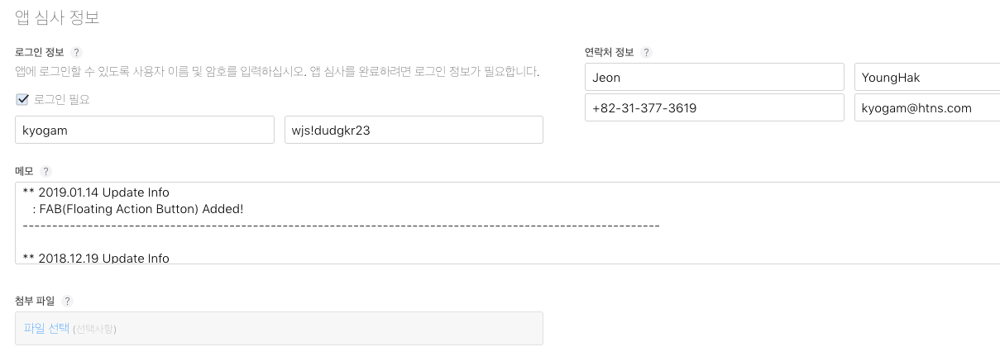 앱 심사 정보
로그인 정보 ?
앱에 로그인할 수 있도록 사용자 이름 및 암호를 입력하십시오. 앱 심사를 완료하려면 로그인 정보가 필요합니다.
로그인 필요
kyogam
wjs!dudgkr23
연락처 정보 ?
Jeon
YoungHak
+82-31-377-3619
kyogam@htns.com
메모 ?
** 2019.01.14 Update Info
: FAB(Floating Action Button) Added!
------------------------------------------------------------------------------------------------------------
** 2018.12.19 Update Info
첨부 파일 ?
파일 선택 (선택사항)